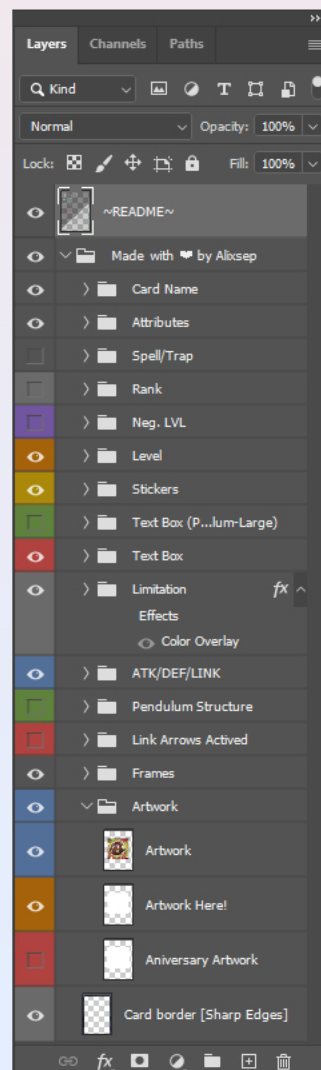 Layers Channels Paths
Kind
Normal Opacity: 100%
Lock: Fill: 100%
~README~
Made with ❤ by Alixsep
Card Name
Attributes
Spell/Trap
Rank
Neg. LVL
Level
Stickers
Text Box (P...lum-Large)
Text Box
Limitation fx
Effects
Color Overlay
ATK/DEF/LINK
Pendulum Structure
Link Arrows Actived
Frames
Artwork
Artwork
Artwork Here!
Aniversary Artwork
Card border [Sharp Edges]
fx